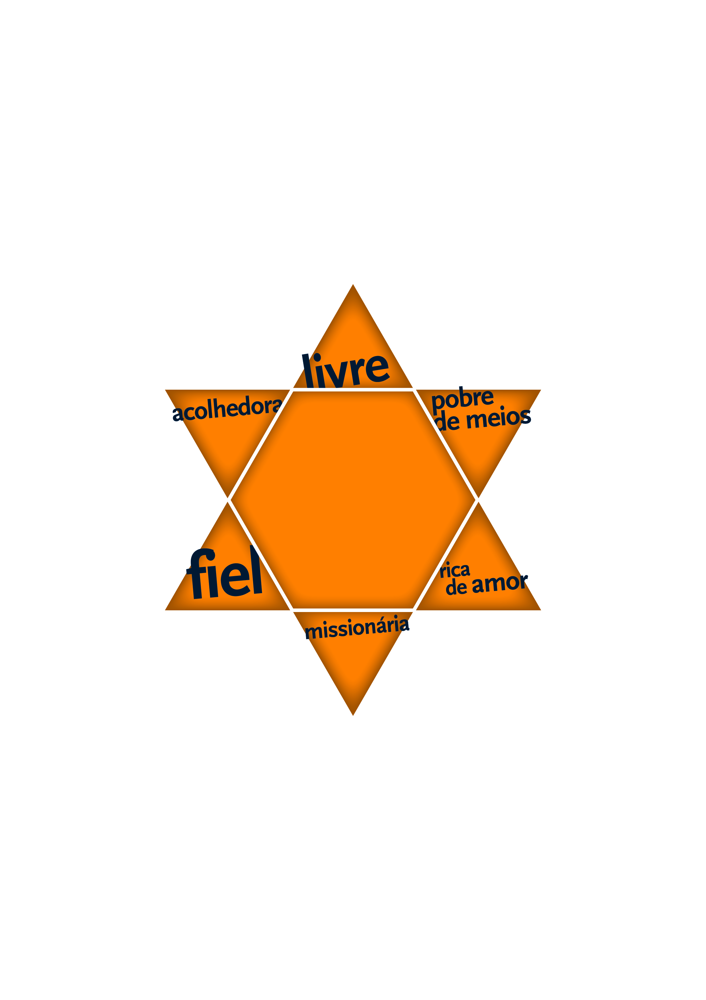 livre
acolhedora
pobre
de meios
fiel
rica
de amor
missionária